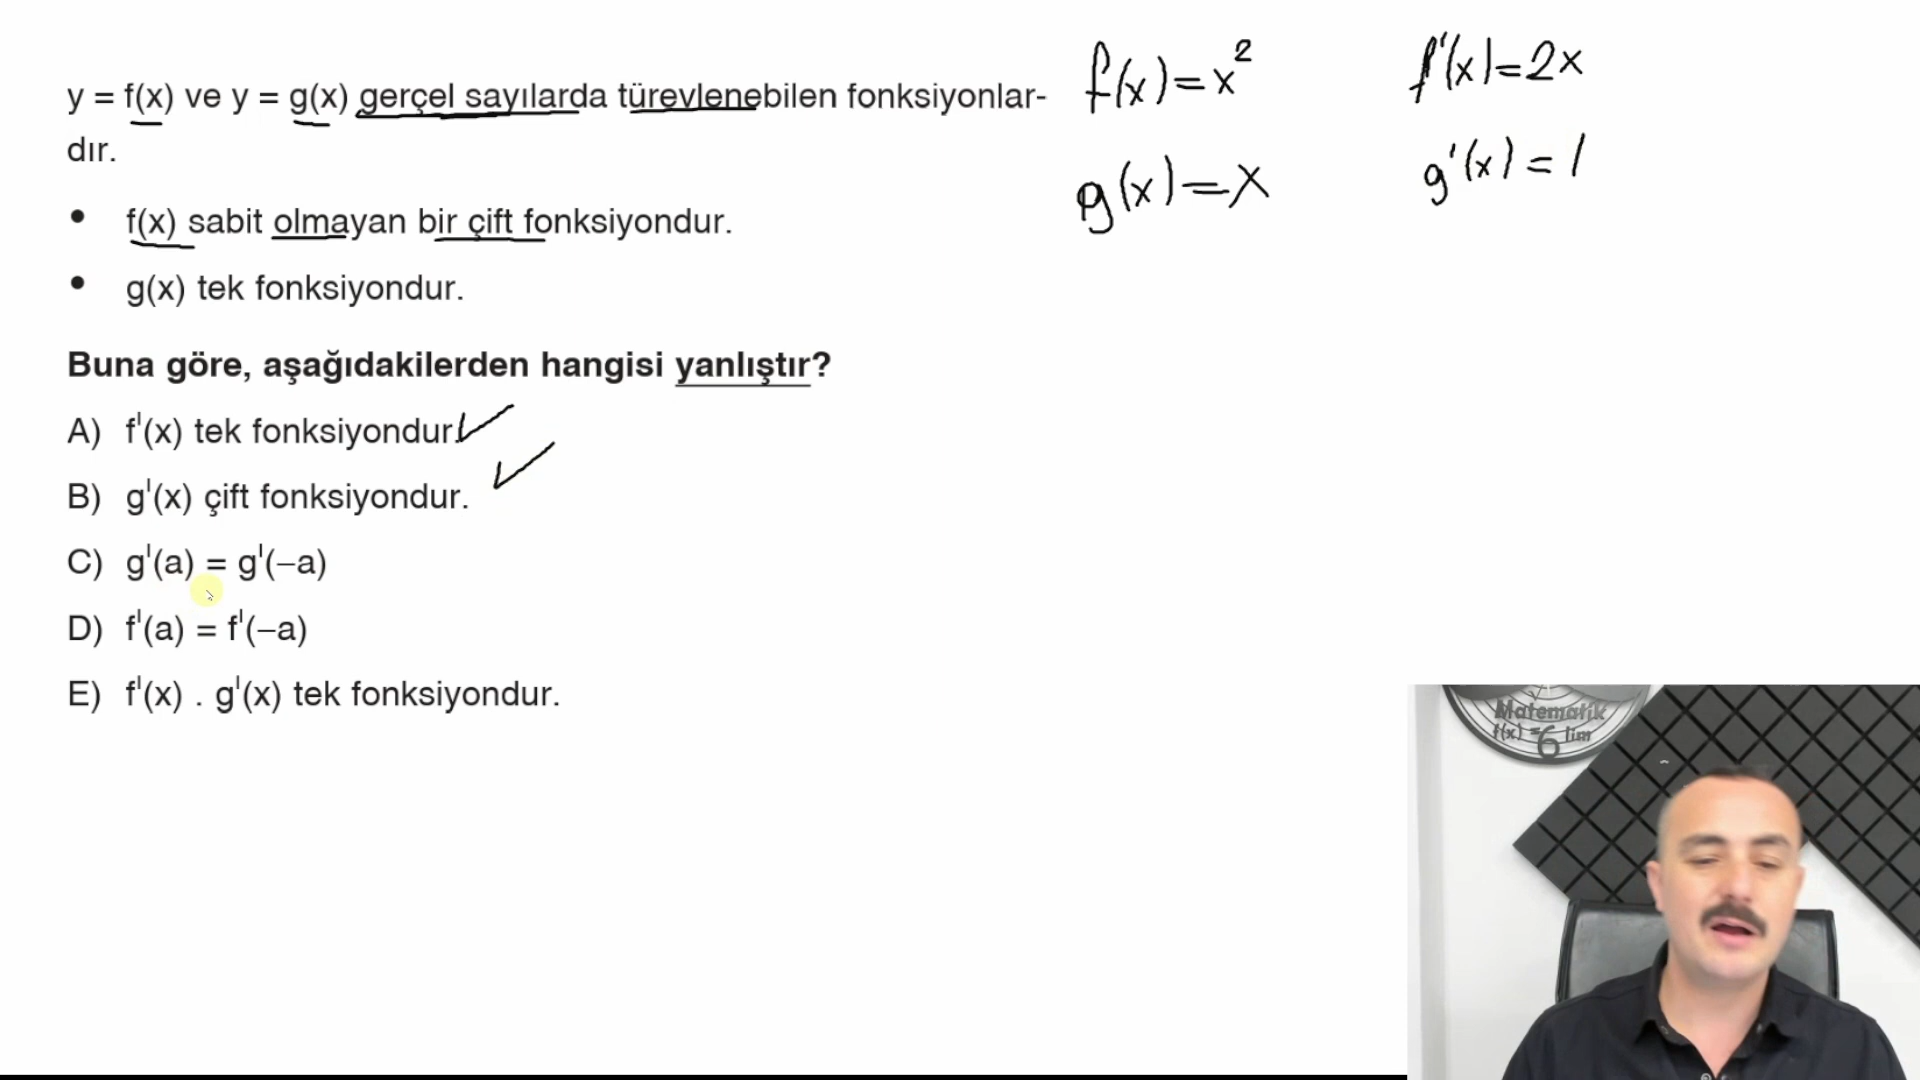 y = f(x) ve y = g(x) gerçel sayılarda türevlenebilen fonksiyonlar-
dır.
• f(x) sabit olmayan bir çift fonksiyondur.
• g(x) tek fonksiyondur.
Buna göre, aşağıdakilerden hangisi yanlıştır?
A) f'(x) tek fonksiyondur.
B) g'(x) çift fonksiyondur.
C) g'(a) = g'(−a)
D) f'(a) = f'(−a)
E) f'(x) . g'(x) tek fonksiyondur.
f(x) = x²
g(x) = x
f'(x) = 2x
g'(x) = 1
Matematik
f(x) = 6 lim